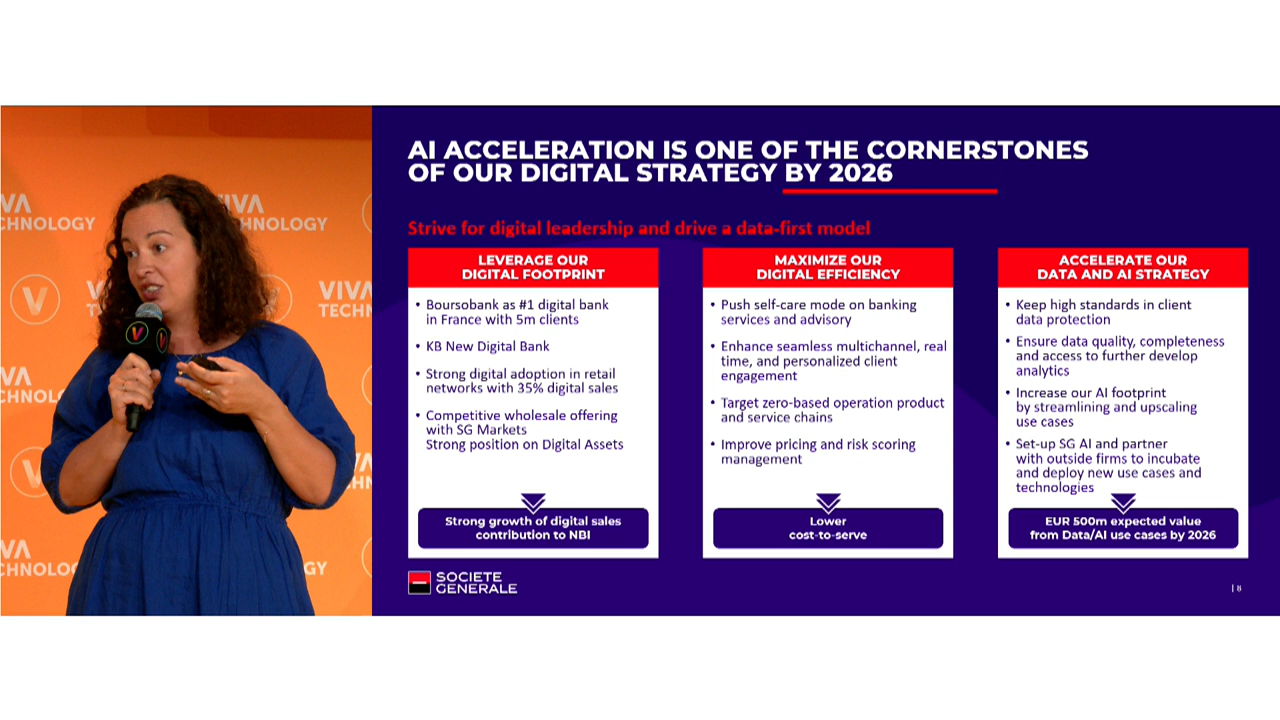 VIVA
TECHNOLOGY
AI ACCELERATION IS ONE OF THE CORNERSTONES
OF OUR DIGITAL STRATEGY BY 2026
Strive for digital leadership and drive a data-first model
LEVERAGE OUR
DIGITAL FOOTPRINT
• Boursobank as #1 digital bank
in France with 5m clients
• KB New Digital Bank
• Strong digital adoption in retail
networks with 35% digital sales
• Competitive wholesale offering
with SG Markets
Strong position on Digital Assets
Strong growth of digital sales
contribution to NBI
MAXIMIZE OUR
DIGITAL EFFICIENCY
• Push self-care mode on banking
services and advisory
• Enhance seamless multichannel, real
time, and personalized client
engagement
• Target zero-based operation product
and service chains
• Improve pricing and risk scoring
management
Lower
cost-to-serve
ACCELERATE OUR
DATA AND AI STRATEGY
• Keep high standards in client
data protection
• Ensure data quality, completeness
and access to further develop
analytics
• Increase our AI footprint
by streamlining and upscaling
use cases
• Set-up SG AI and partner
with outside firms to incubate
and deploy new use cases and
technologies
EUR 500m expected value
from Data/AI use cases by 2026
SOCIETE
GENERALE
| 8